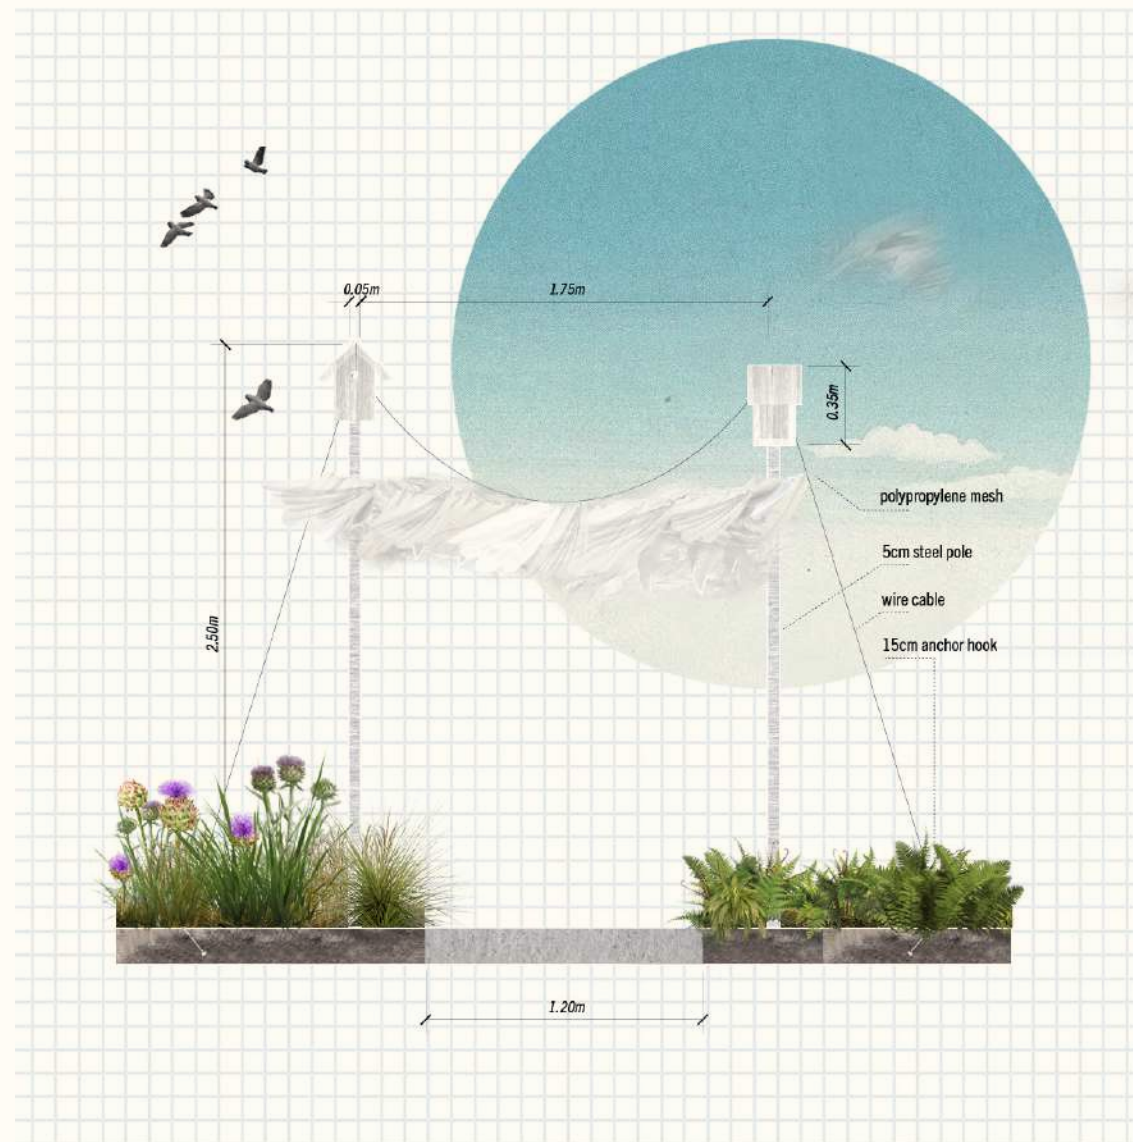 0.05m
1.75m
0.35m
polypropylene mesh
5cm steel pole
wire cable
2.50m
15cm anchor hook
1.20m